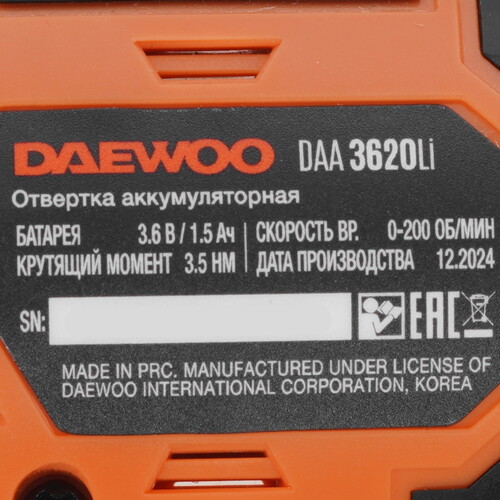 DAEWOO DAA 3620Li
Отвертка аккумуляторная
БАТАРЕЯ 3.6 В / 1.5 Ач СКОРОСТЬ ВР. 0-200 ОБ/МИН
КРУТЯЩИЙ МОМЕНТ 3.5 НМ ДАТА ПРОИЗВОДСТВА 12.2024
SN: EAC
MADE IN PRC. MANUFACTURED UNDER LICENSE OF
DAEWOO INTERNATIONAL CORPORATION, KOREA